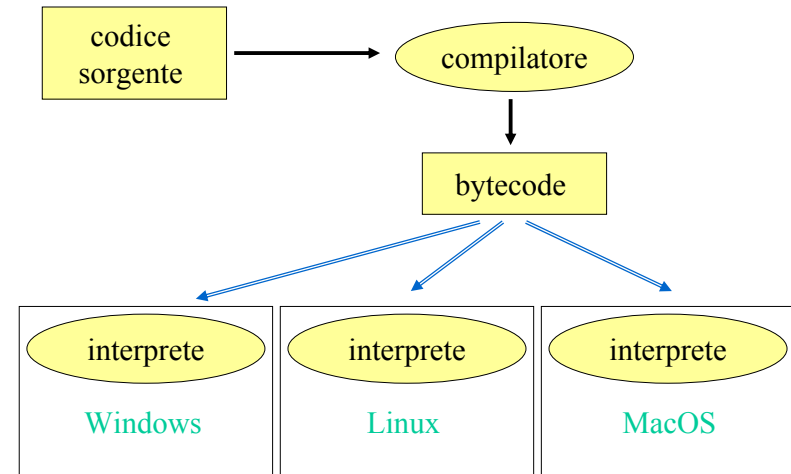 codice
sorgente
compilatore
bytecode
interprete
interprete
interprete
Windows
Linux
MacOS